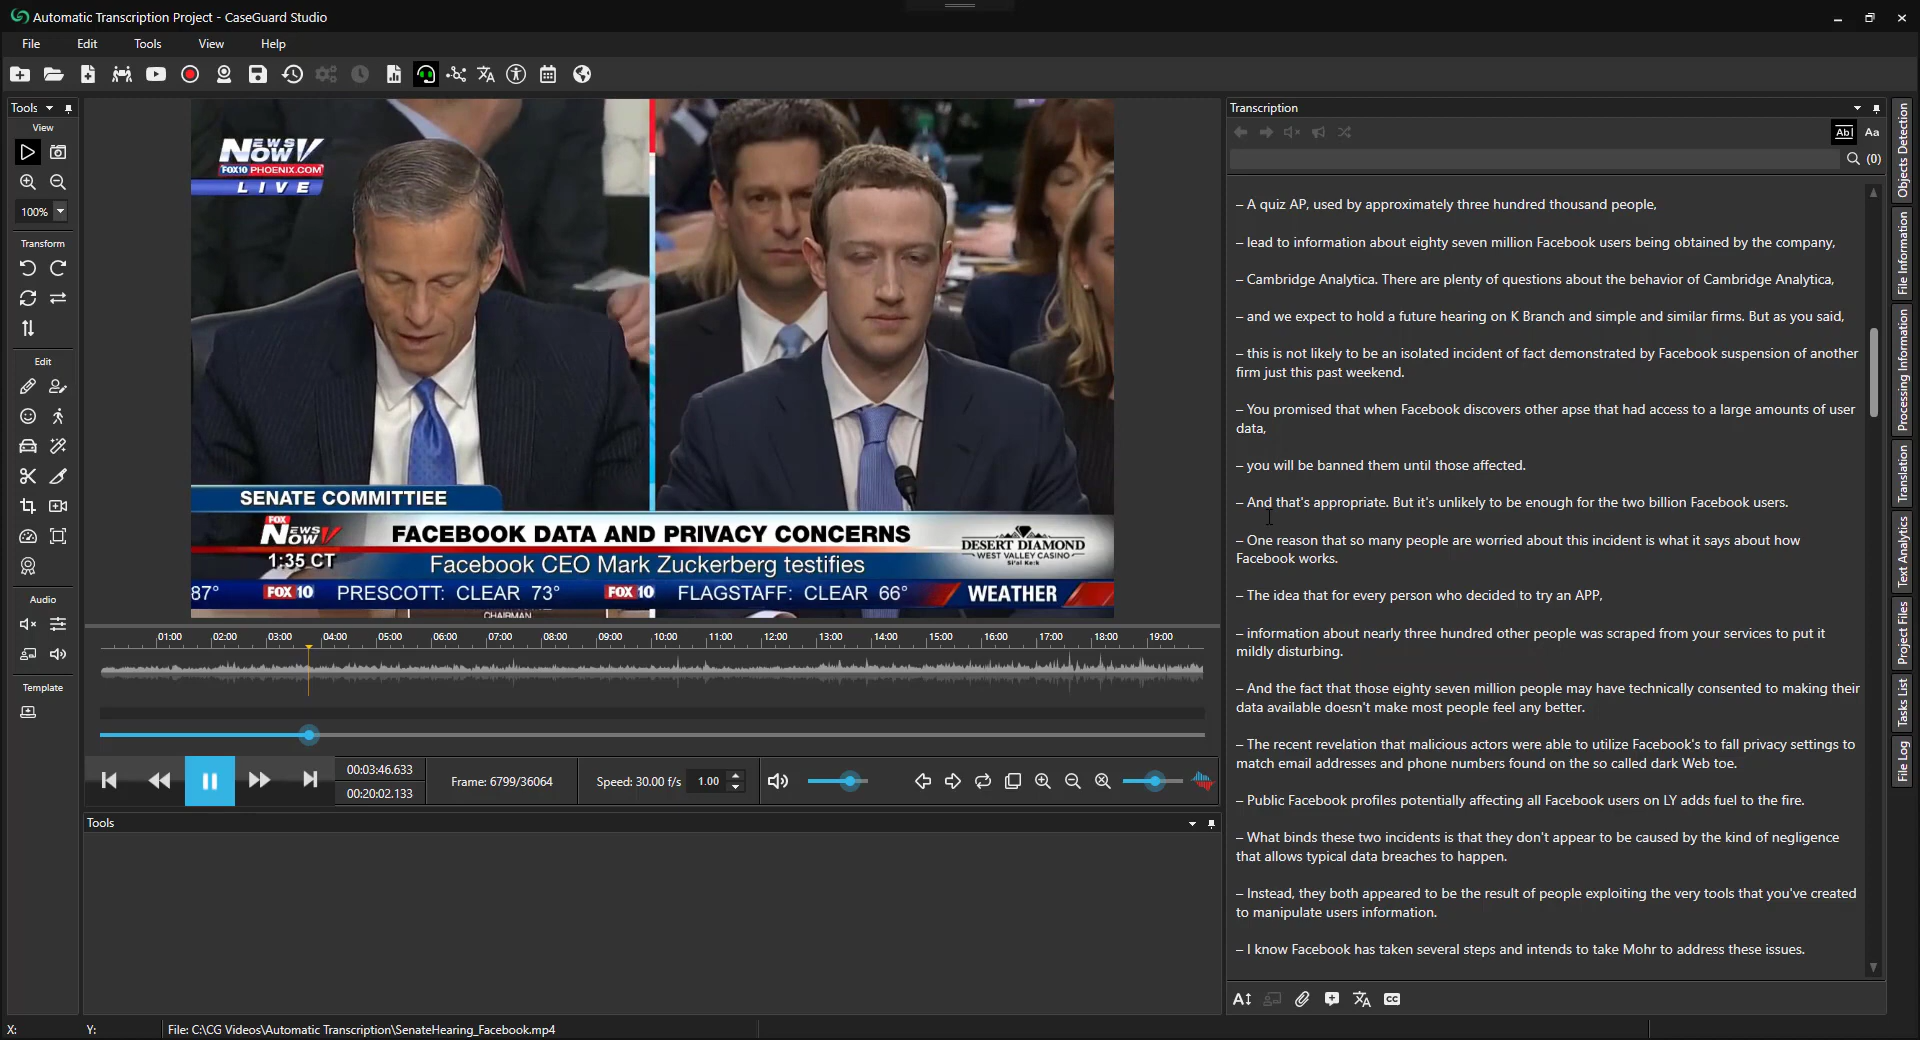 Automatic Transcription Project - CaseGuard Studio
File Edit Tools View Help
Tools
View
100%
Transform
Edit
Audio
Template
NEWS
NOW
FOX10 PHOENIX.COM
LIVE
SENATE COMMITTIEE
FOX
NEWS
NOW
1:35 CT
FACEBOOK DATA AND PRIVACY CONCERNS
Facebook CEO Mark Zuckerberg testifies
DESERT DIAMOND
WEST VALLEY CASINO
87° FOX 10 PRESCOTT: CLEAR 73° FOX 10 FLAGSTAFF: CLEAR 66° WEATHER
CHAIRMAN
01:00 02:00 03:00 04:00 05:00 06:00 07:00 08:00 09:00 10:00 11:00 12:00 13:00 14:00 15:00 16:00 17:00 18:00 19:00
00:03:46.633
00:20:02.133
Frame: 6799/36064
Speed: 30.00 f/s 1.00
Tools
Transcription
Ab Aa
(0)
– A quiz AP, used by approximately three hundred thousand people,
– lead to information about eighty seven million Facebook users being obtained by the company,
– Cambridge Analytica. There are plenty of questions about the behavior of Cambridge Analytica,
– and we expect to hold a future hearing on K Branch and simple and similar firms. But as you said,
– this is not likely to be an isolated incident of fact demonstrated by Facebook suspension of another
firm just this past weekend.
– You promised that when Facebook discovers other apse that had access to a large amounts of user
data,
– you will be banned them until those affected.
– And that's appropriate. But it's unlikely to be enough for the two billion Facebook users.
– One reason that so many people are worried about this incident is what it says about how
Facebook works.
– The idea that for every person who decided to try an APP,
– information about nearly three hundred other people was scraped from your services to put it
mildly disturbing.
– And the fact that those eighty seven million people may have technically consented to making their
data available doesn't make most people feel any better.
– The recent revelation that malicious actors were able to utilize Facebook's to fall privacy settings to
match email addresses and phone numbers found on the so called dark Web toe.
– Public Facebook profiles potentially affecting all Facebook users on LY adds fuel to the fire.
– What binds these two incidents is that they don't appear to be caused by the kind of negligence
that allows typical data breaches to happen.
– Instead, they both appeared to be the result of people exploiting the very tools that you've created
to manipulate users information.
– I know Facebook has taken several steps and intends to take Mohr to address these issues.
A CC
Objects Detection
File Information
Processing Information
Translation
Text Analytics
Project Files
Tasks List
File Log
X: Y: File: C:\CG Videos\Automatic Transcription\SenateHearing_Facebook.mp4